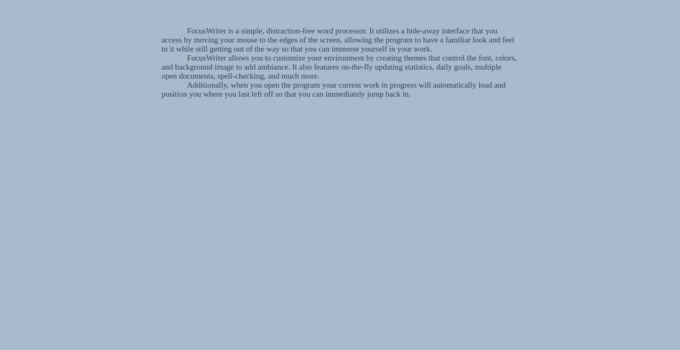 FocusWriter is a simple, distraction-free word processor. It utilizes a hide-away interface that you
access by moving your mouse to the edges of the screen, allowing the program to have a familiar look and feel
to it while still getting out of the way so that you can immerse yourself in your work.
FocusWriter allows you to customize your environment by creating themes that control the font, colors,
and background image to add ambiance. It also features on-the-fly updating statistics, daily goals, multiple
open documents, spell-checking, and much more.
Additionally, when you open the program your current work in progress will automatically load and
position you where you last left off so that you can immediately jump back in.